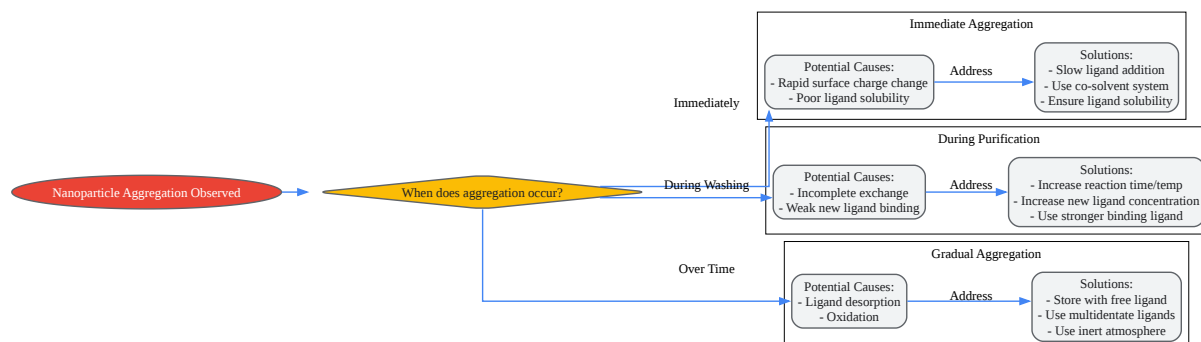 Nanoparticle Aggregation Observed
When does aggregation occur?
Immediately
During Washing
Over Time
Immediate Aggregation
Potential Causes:
- Rapid surface charge change
- Poor ligand solubility
Address
Solutions:
- Slow ligand addition
- Use co-solvent system
- Ensure ligand solubility
During Purification
Potential Causes:
- Incomplete exchange
- Weak new ligand binding
Address
Solutions:
- Increase reaction time/temp
- Increase new ligand concentration
- Use stronger binding ligand
Gradual Aggregation
Potential Causes:
- Ligand desorption
- Oxidation
Address
Solutions:
- Store with free ligand
- Use multidentate ligands
- Use inert atmosphere